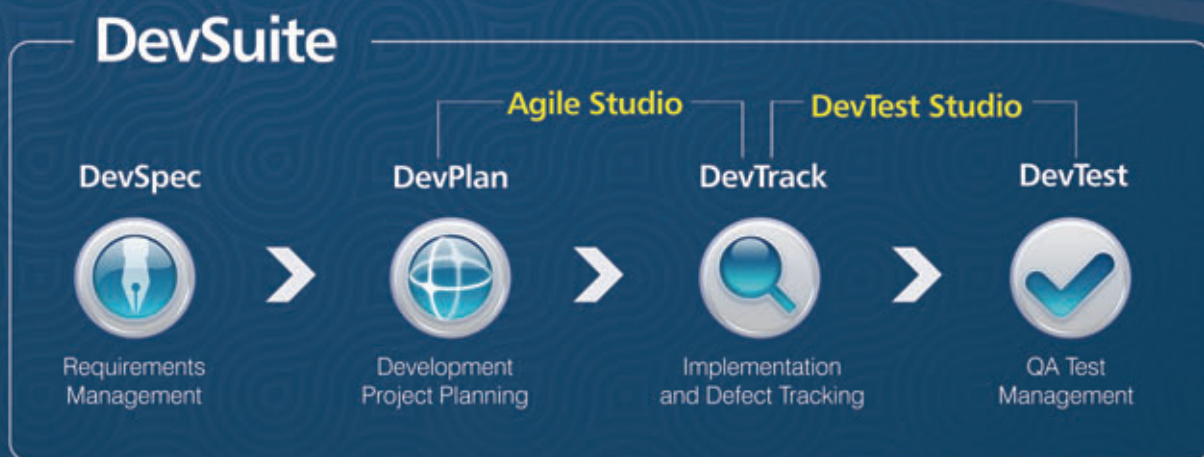 DevSuite
Agile Studio
DevTest Studio
DevSpec
DevPlan
DevTrack
DevTest
Requirements
Management
Development
Project Planning
Implementation
and Defect Tracking
QA Test
Management